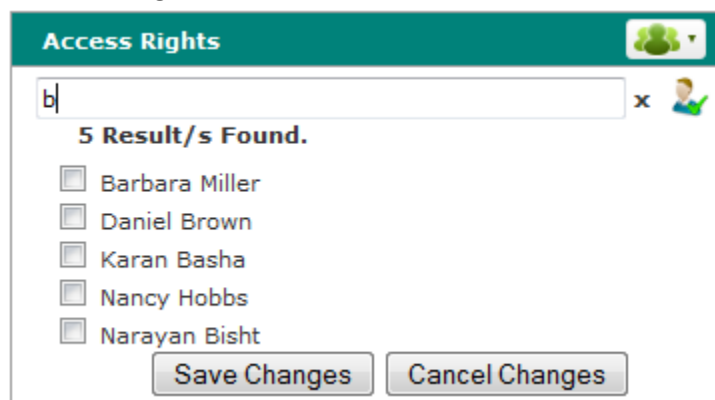 Access Rights
b
x
5 Result/s Found.
Barbara Miller
Daniel Brown
Karan Basha
Nancy Hobbs
Narayan Bisht
Save Changes Cancel Changes